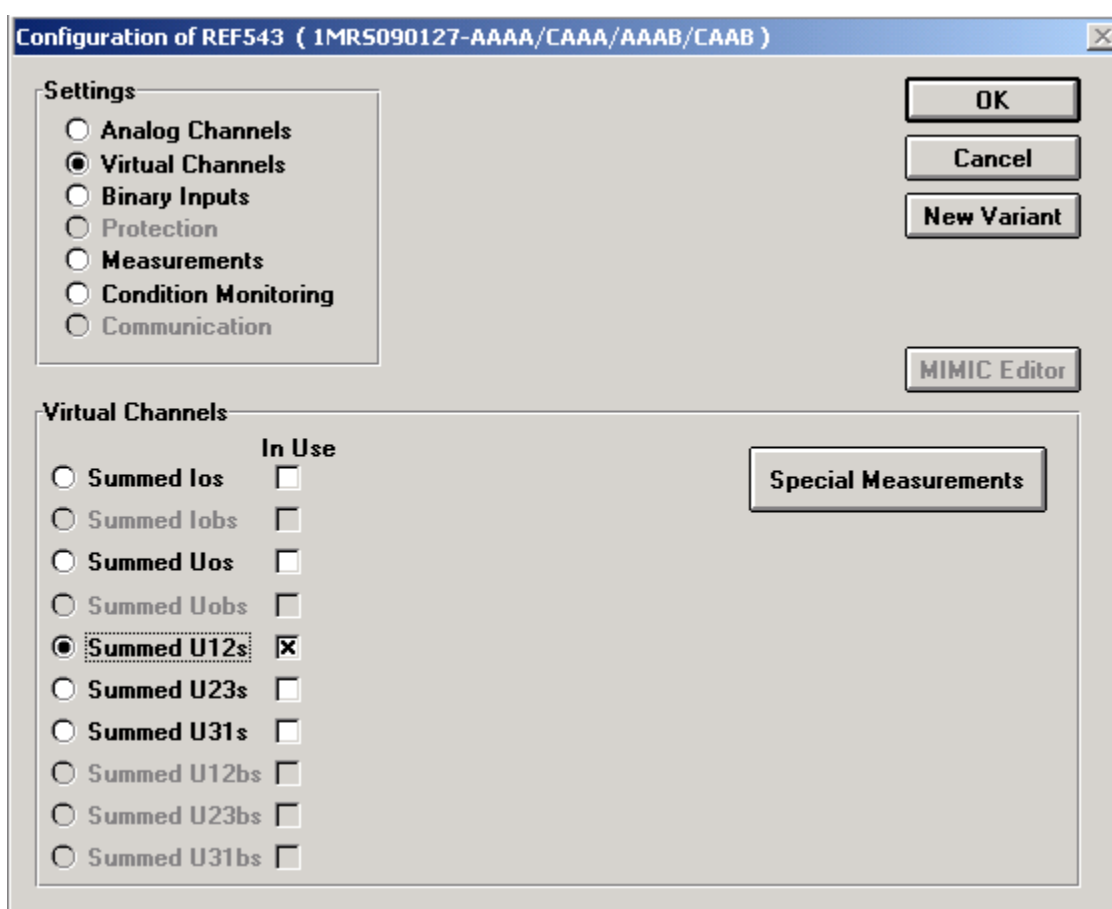 Configuration of REF543 ( 1MRS090127-AAAA/CAAA/AAAB/CAAB )
Settings
Analog Channels
Virtual Channels
Binary Inputs
Protection
Measurements
Condition Monitoring
Communication
OK
Cancel
New Variant
MIMIC Editor
Virtual Channels
In Use
Summed Ios
Summed Iobs
Summed Uos
Summed Uobs
Summed U12s
Summed U23s
Summed U31s
Summed U12bs
Summed U23bs
Summed U31bs
Special Measurements